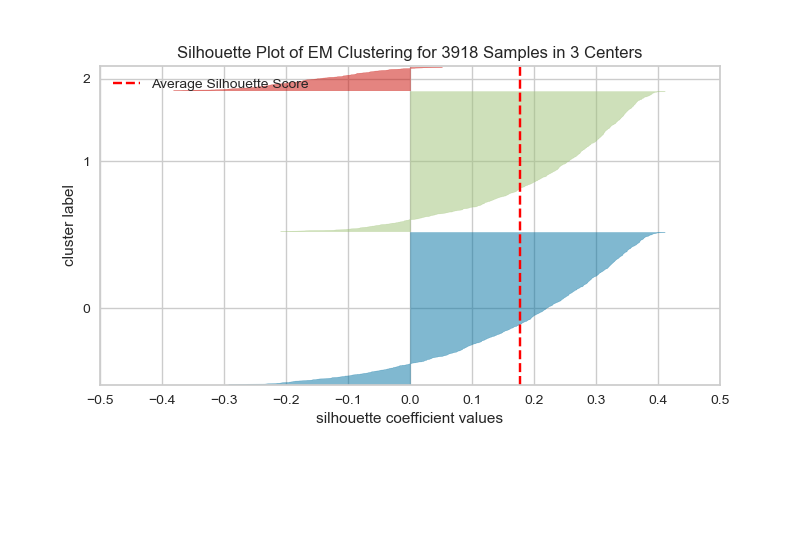 Silhouette Plot of EM Clustering for 3918 Samples in 3 Centers
2
Average Silhouette Score
1
cluster label
0
−0.5 −0.4 −0.3 −0.2 −0.1 0.0 0.1 0.2 0.3 0.4 0.5
silhouette coefficient values